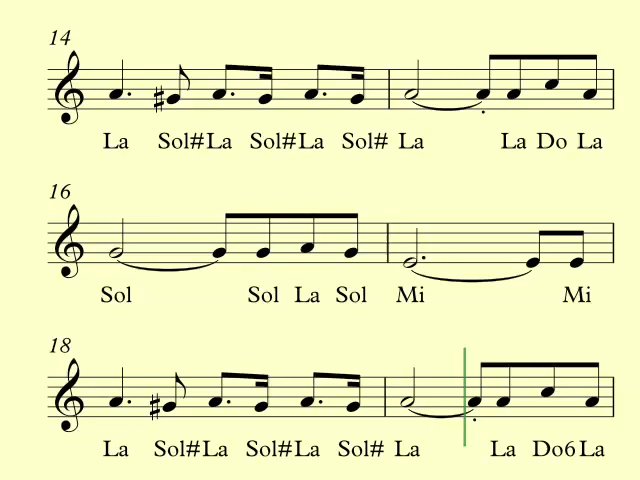 14
La Sol# La Sol# La Sol# La La Do La
16
Sol Sol La Sol Mi Mi
18
La Sol# La Sol# La Sol# La La Do6 La